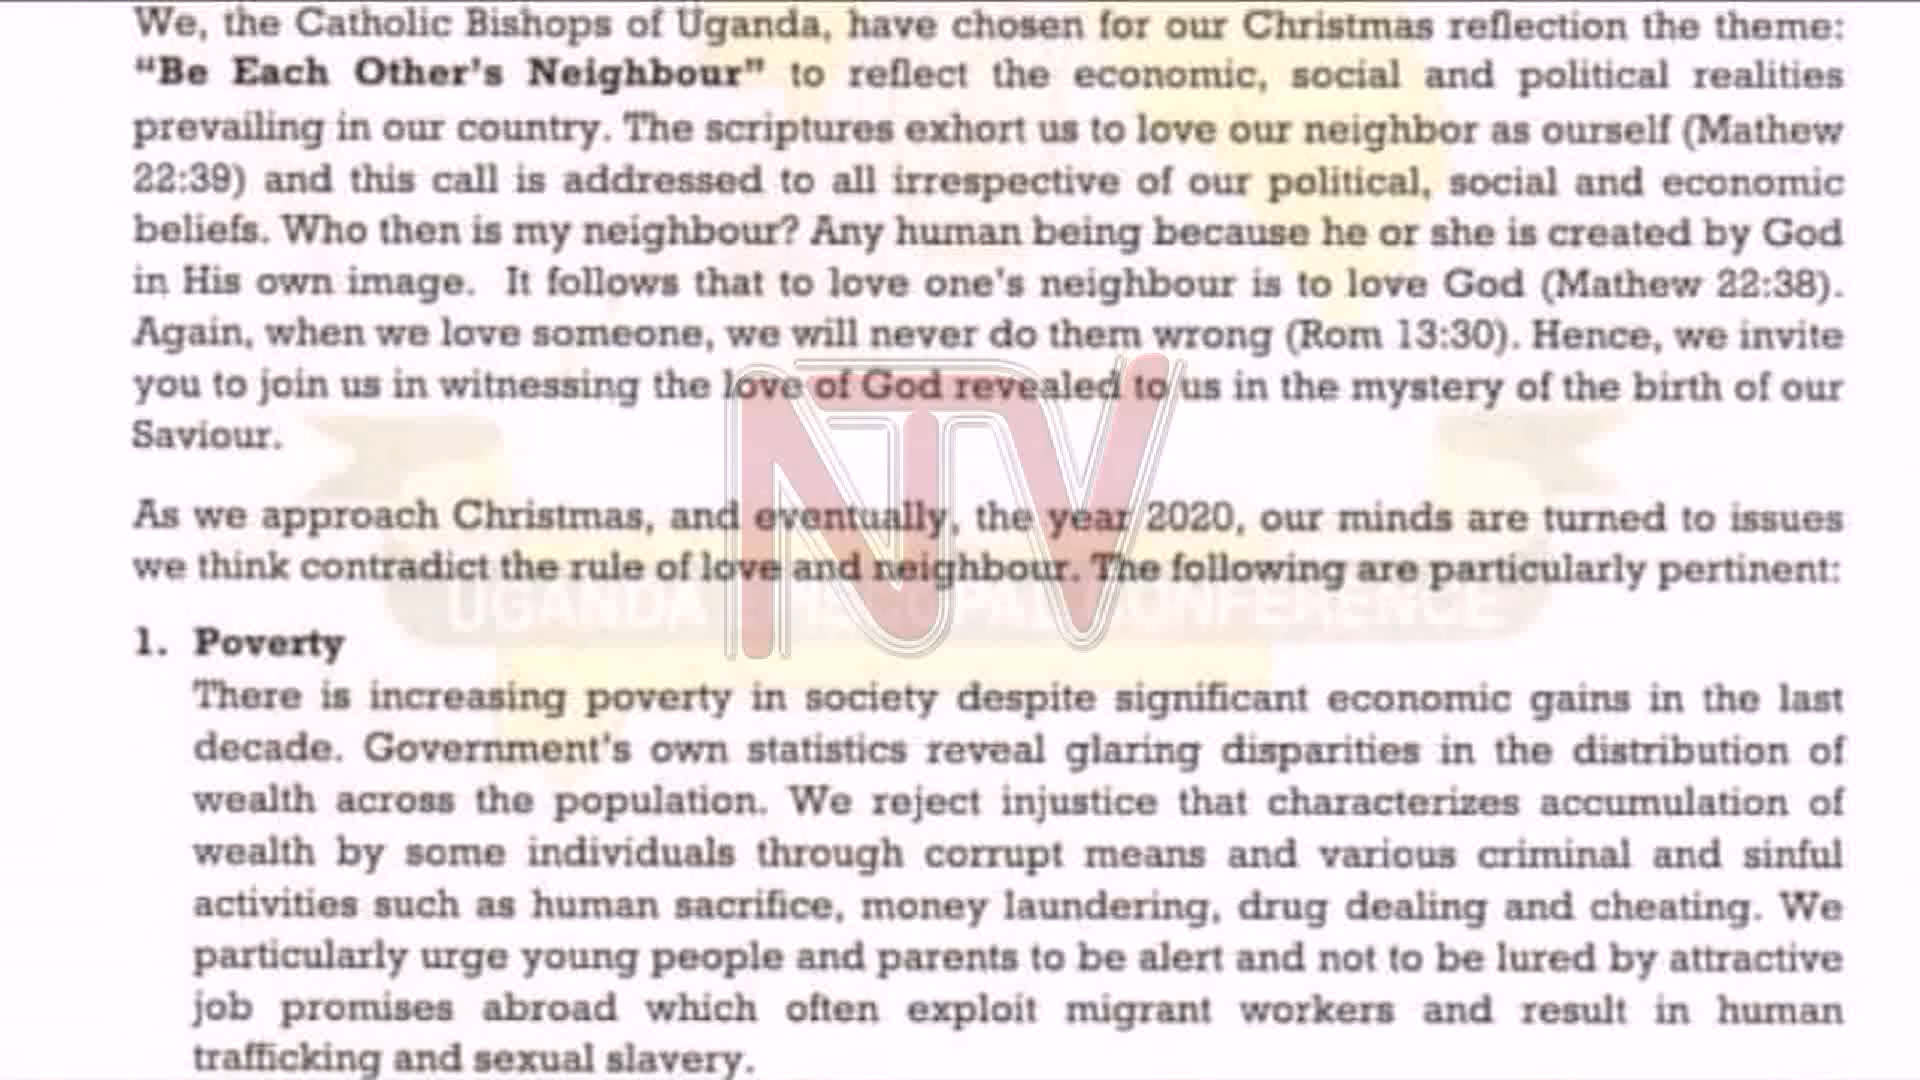 We, the Catholic Bishops of Uganda, have chosen for our Christmas reflection the theme:
“Be Each Other’s Neighbour” to reflect the economic, social and political realities
prevailing in our country. The scriptures exhort us to love our neighbor as ourself (Mathew
22:39) and this call is addressed to all irrespective of our political, social and economic
beliefs. Who then is my neighbour? Any human being because he or she is created by God
in His own image. It follows that to love one’s neighbour is to love God (Mathew 22:38).
Again, when we love someone, we will never do them wrong (Rom 13:30). Hence, we invite
you to join us in witnessing the love of God revealed to us in the mystery of the birth of our
Saviour.
NTV
As we approach Christmas, and eventually, the year 2020, our minds are turned to issues
we think contradict the rule of love and neighbour. The following are particularly pertinent:
UGANDA EPISCOPAL CONFERENCE
1. Poverty
There is increasing poverty in society despite significant economic gains in the last
decade. Government’s own statistics reveal glaring disparities in the distribution of
wealth across the population. We reject injustice that characterizes accumulation of
wealth by some individuals through corrupt means and various criminal and sinful
activities such as human sacrifice, money laundering, drug dealing and cheating. We
particularly urge young people and parents to be alert and not to be lured by attractive
job promises abroad which often exploit migrant workers and result in human
trafficking and sexual slavery.